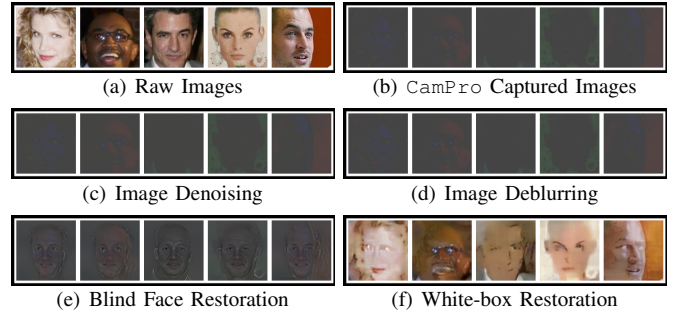 (a) Raw Images
(b) CamPro Captured Images
(c) Image Denoising
(d) Image Deblurring
(e) Blind Face Restoration
(f) White-box Restoration